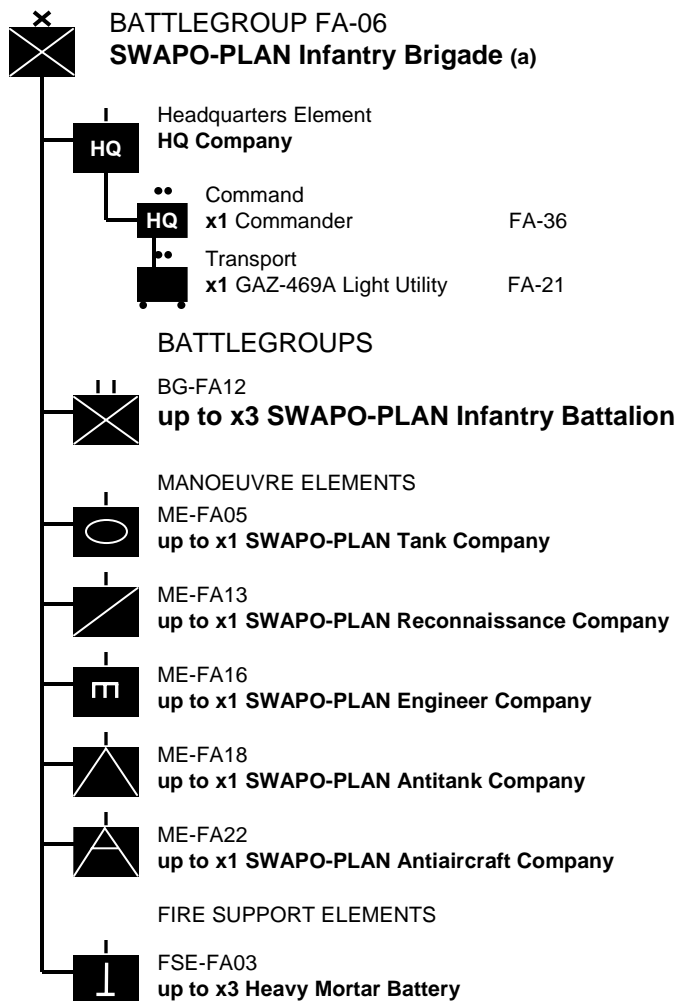 BATTLEGROUP FA-06
SWAPO-PLAN Infantry Brigade (a)
Headquarters Element
HQ HQ Company
Command
HQ x1 Commander FA-36
Transport
x1 GAZ-469A Light Utility FA-21
BATTLEGROUPS
BG-FA12
up to x3 SWAPO-PLAN Infantry Battalion
MANOEUVRE ELEMENTS
ME-FA05
up to x1 SWAPO-PLAN Tank Company
ME-FA13
up to x1 SWAPO-PLAN Reconnaissance Company
ME-FA16
up to x1 SWAPO-PLAN Engineer Company
ME-FA18
up to x1 SWAPO-PLAN Antitank Company
ME-FA22
up to x1 SWAPO-PLAN Antiaircraft Company
FIRE SUPPORT ELEMENTS
FSE-FA03
up to x3 Heavy Mortar Battery